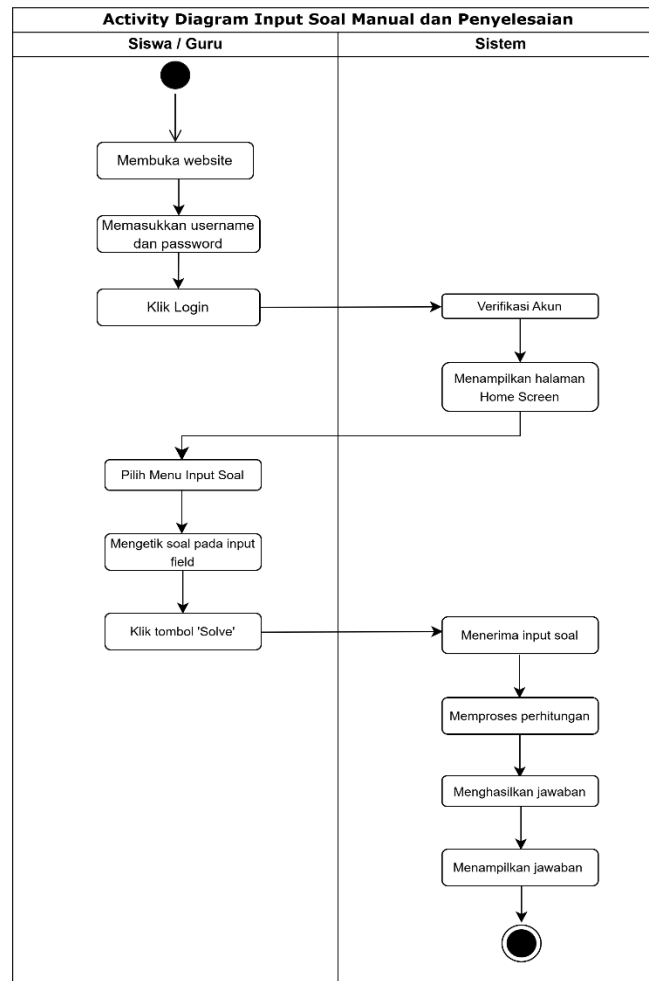 Activity Diagram Input Soal Manual dan Penyelesaian
Siswa / Guru
Sistem
Membuka website
Memasukkan username
dan password
Klik Login
Verifikasi Akun
Menampilkan halaman
Home Screen
Pilih Menu Input Soal
Mengetik soal pada input
field
Klik tombol 'Solve'
Menerima input soal
Memproses perhitungan
Menghasilkan jawaban
Menampilkan jawaban